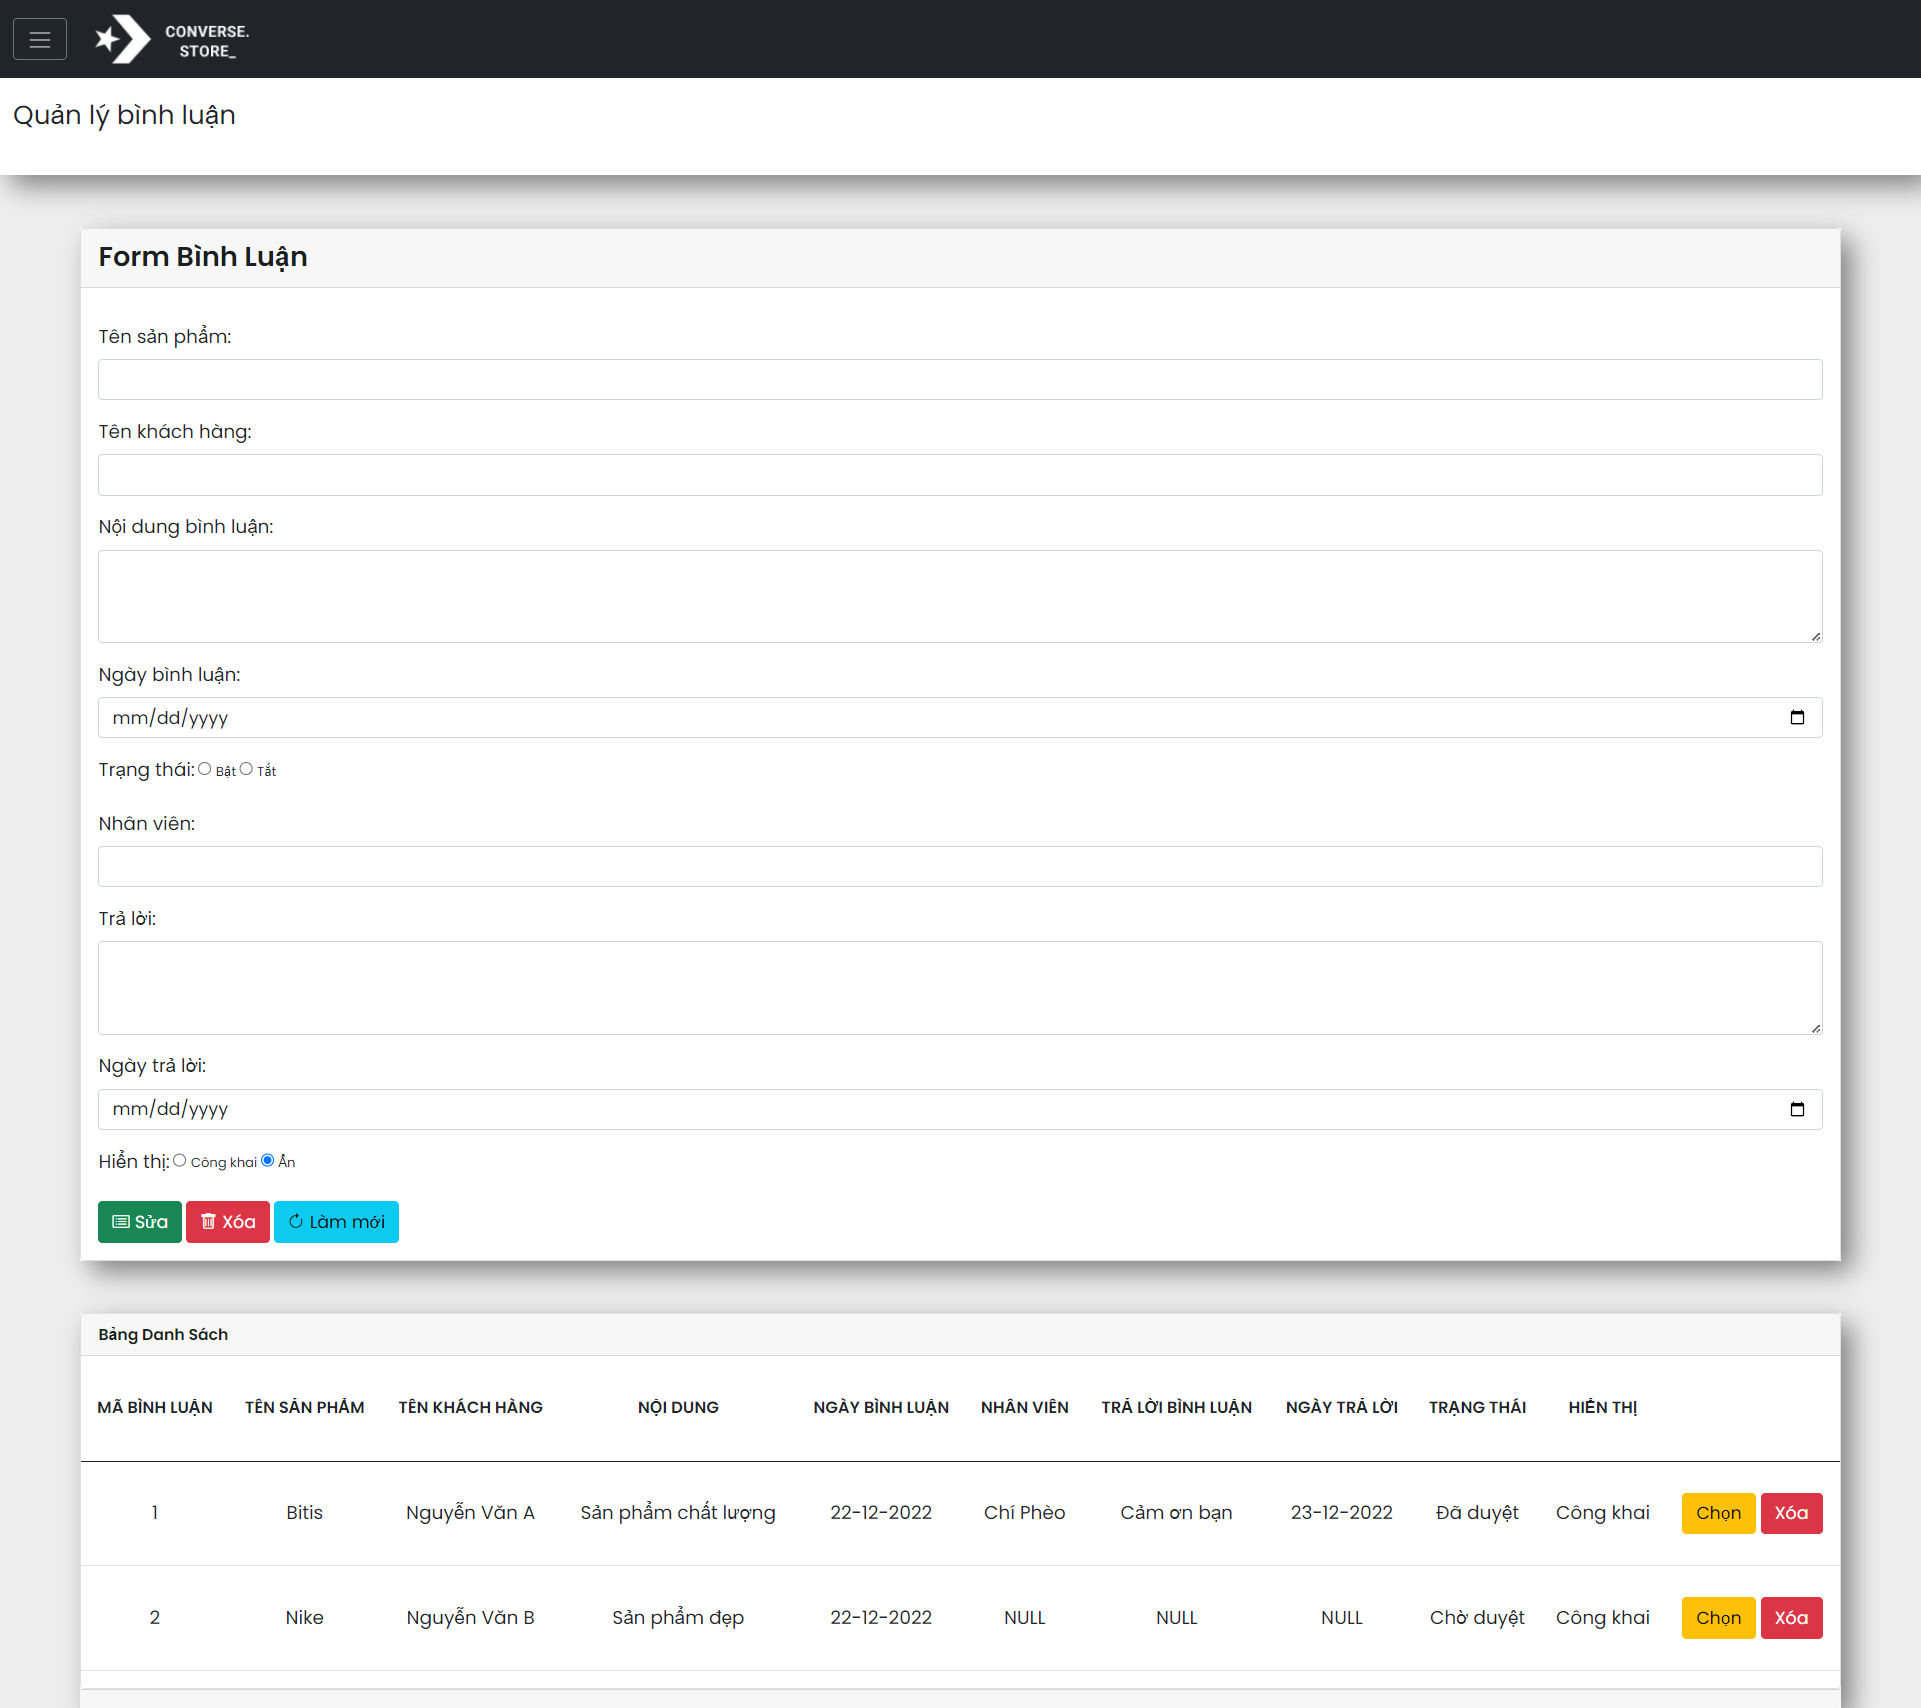 CONVERSE.
STORE_
Quản lý bình luận
Form Bình Luận
Tên sản phẩm:
Tên khách hàng:
Nội dung bình luận:
Ngày bình luận:
mm/dd/yyyy
Trạng thái: Bật Tắt
Nhân viên:
Trả lời:
Ngày trả lời:
mm/dd/yyyy
Hiển thị: Công khai Ẩn
Sửa Xóa Làm mới
Bảng Danh Sách
MÃ BÌNH LUẬN TÊN SẢN PHẨM TÊN KHÁCH HÀNG NỘI DUNG NGÀY BÌNH LUẬN NHÂN VIÊN TRẢ LỜI BÌNH LUẬN NGÀY TRẢ LỜI TRẠNG THÁI HIỂN THỊ
1 Bitis Nguyễn Văn A Sản phẩm chất lượng 22-12-2022 Chí Phèo Cảm ơn bạn 23-12-2022 Đã duyệt Công khai Chọn Xóa
2 Nike Nguyễn Văn B Sản phẩm đẹp 22-12-2022 NULL NULL NULL Chờ duyệt Công khai Chọn Xóa